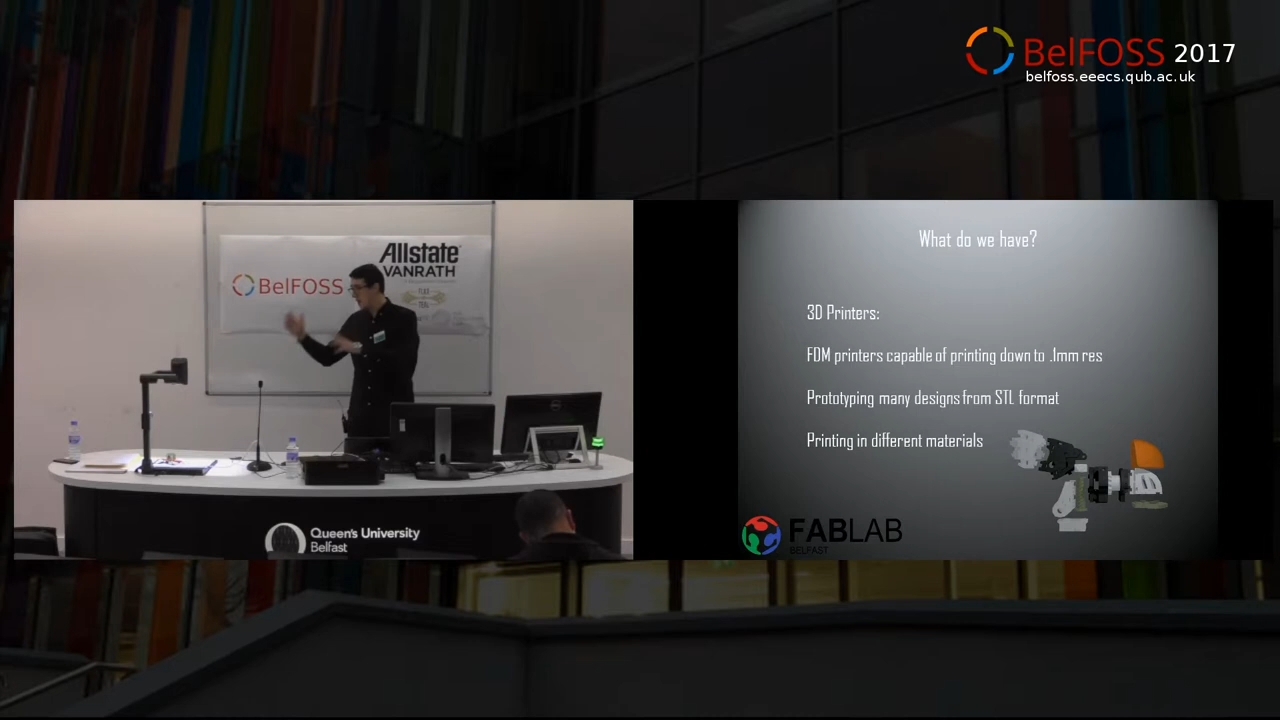 BelFOSS 2017
belfoss.eeecs.qub.ac.uk
Allstate
VANRATH
BelFOSS
Queen's University
Belfast
What do we have?
3D Printers:
FDM printers capable of printing down to .1mm res
Prototyping many designs from STL format
Printing in different materials
FABLAB
BELFAST